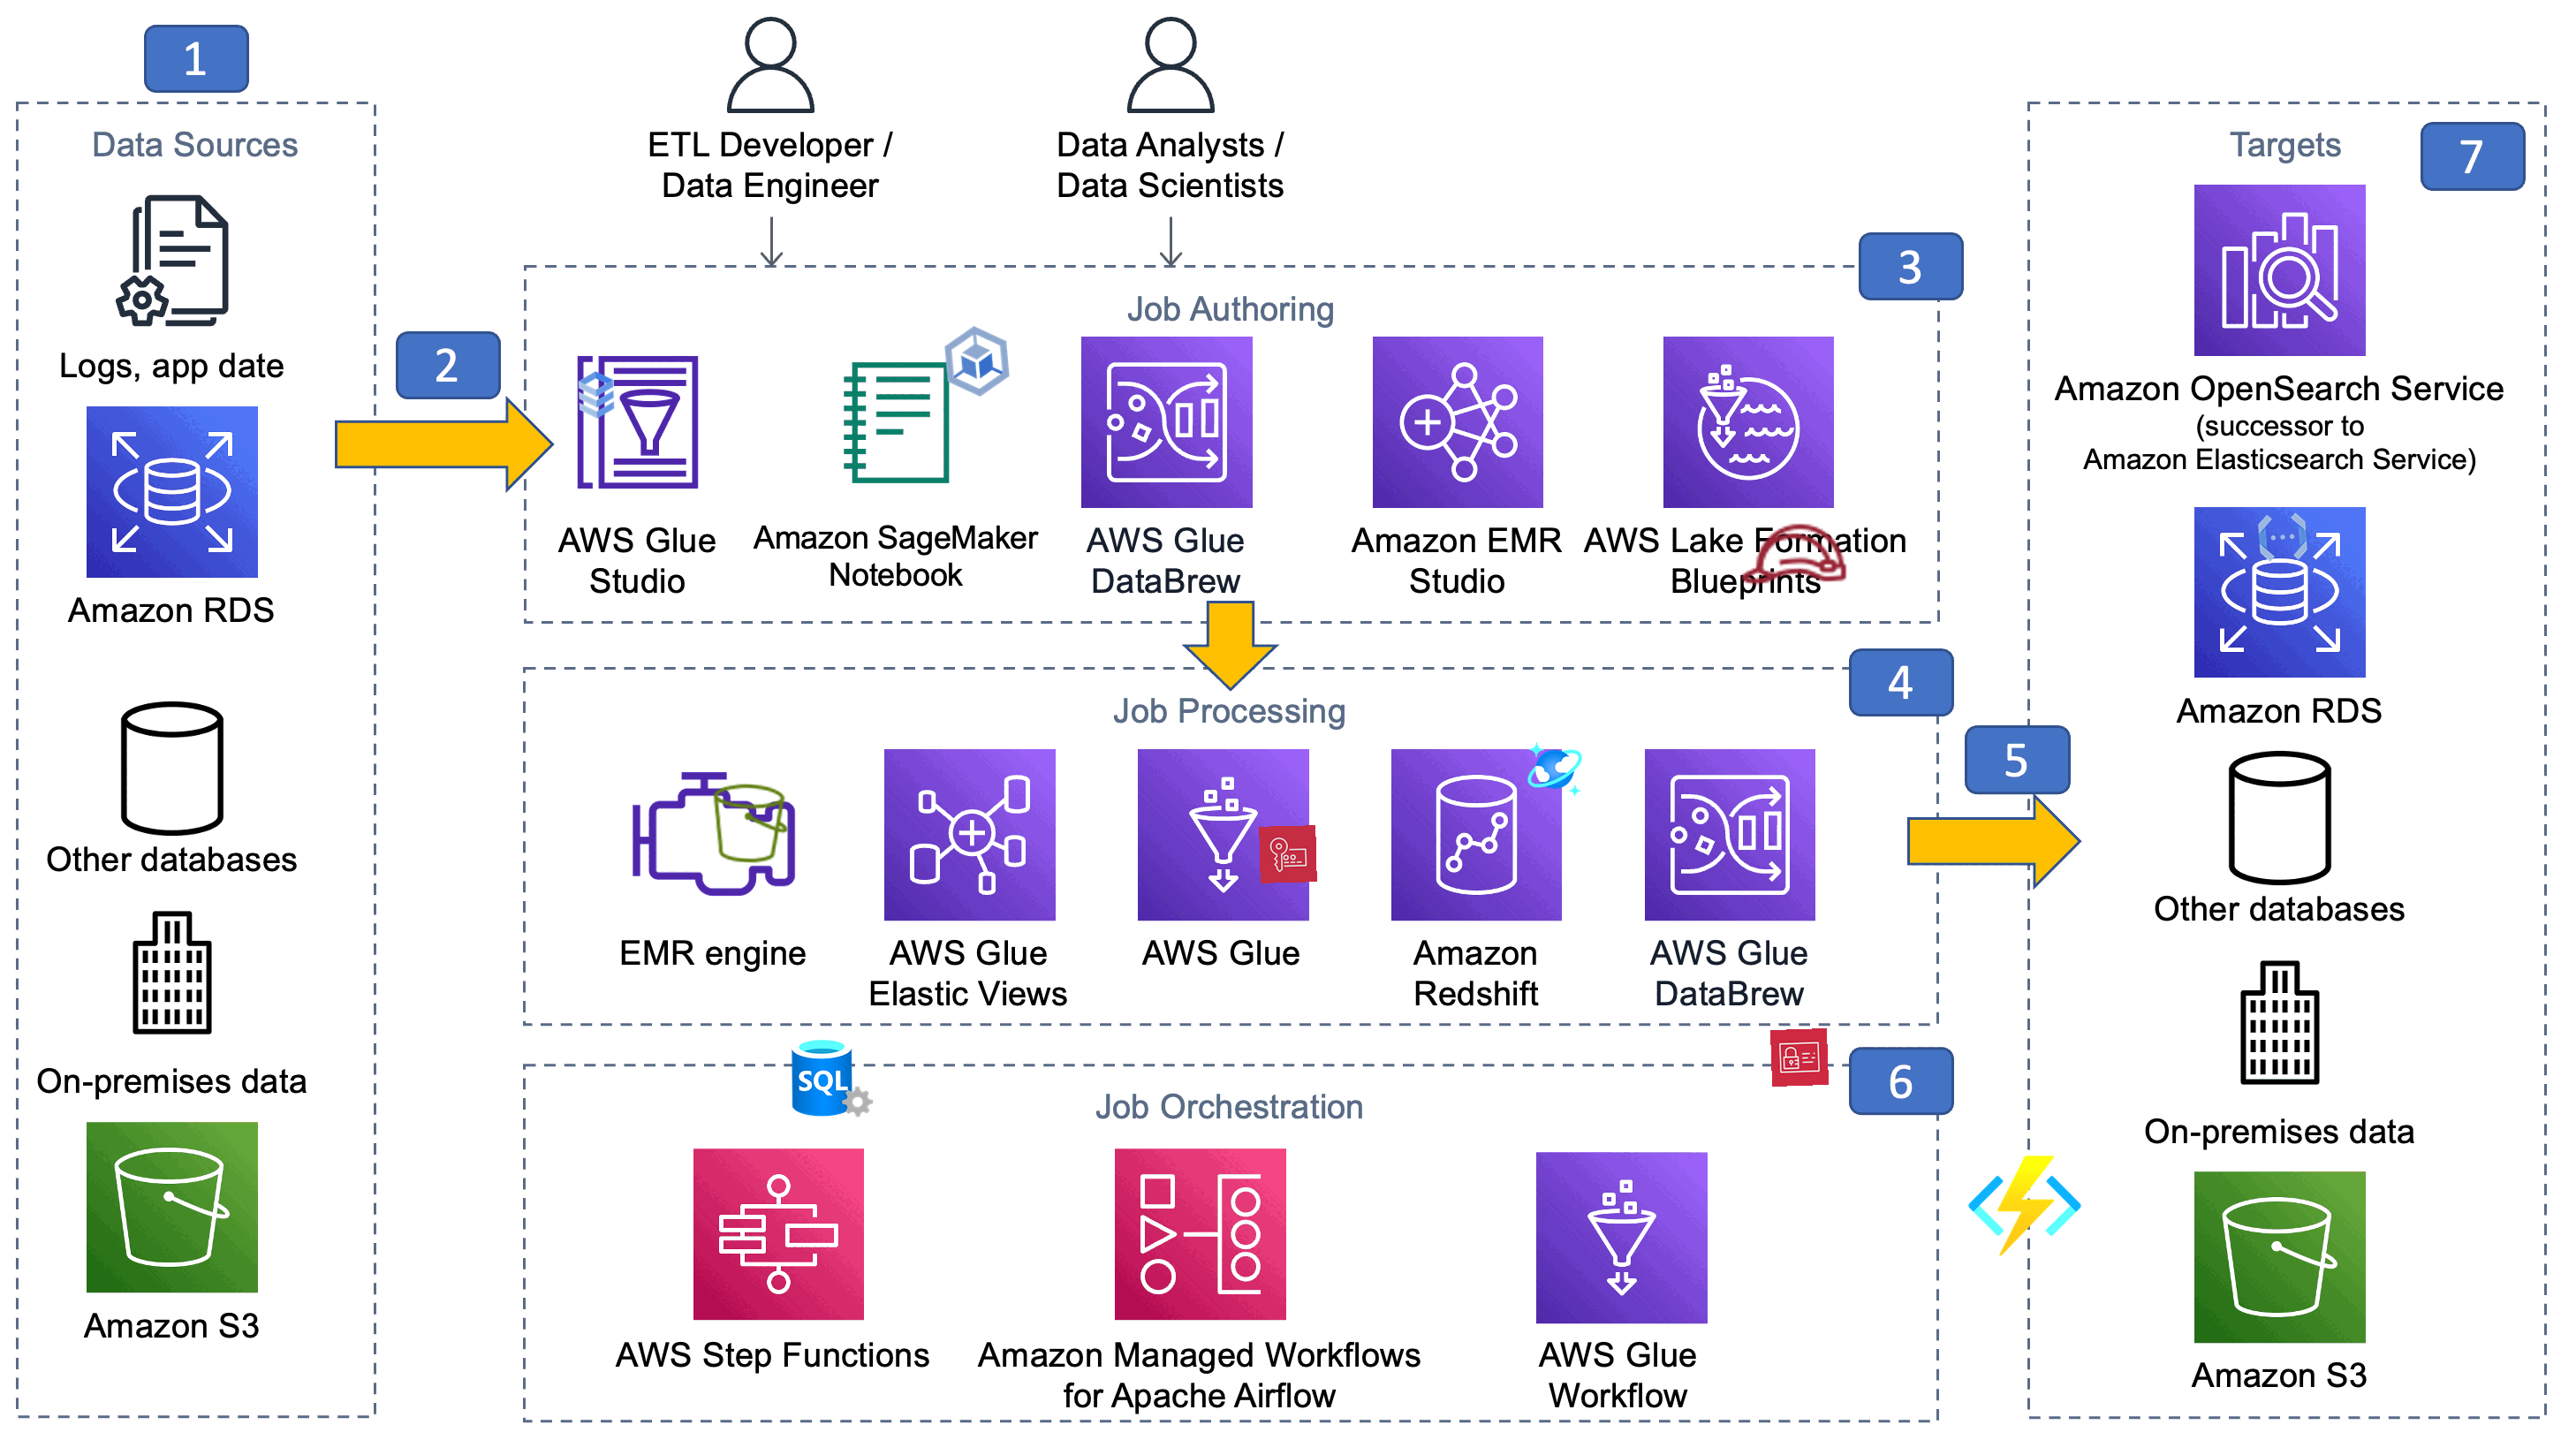 1
Data Sources
Logs, app date
Amazon RDS
Other databases
On-premises data
Amazon S3
2
ETL Developer /
Data Engineer
Data Analysts /
Data Scientists
3
Job Authoring
AWS Glue
Studio
Amazon SageMaker
Notebook
AWS Glue
DataBrew
Amazon EMR
Studio
AWS Lake Formation
Blueprints
4
Job Processing
EMR engine
AWS Glue
Elastic Views
AWS Glue
Amazon
Redshift
AWS Glue
DataBrew
5
6
SQL
Job Orchestration
AWS Step Functions
Amazon Managed Workflows
for Apache Airflow
AWS Glue
Workflow
7
Targets
Amazon OpenSearch Service
(successor to
Amazon Elasticsearch Service)
Amazon RDS
Other databases
On-premises data
Amazon S3